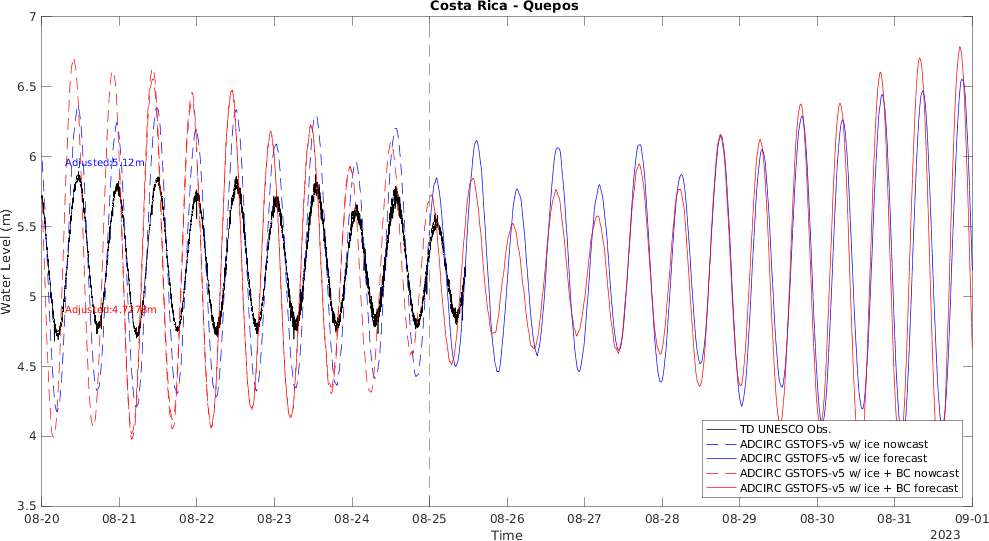 Costa Rica - Quepos
7
6.5
6
5.5
5
4.5
4
3.5
Water Level (m)
Adjusted:5.12m
TD UNESCO Obs.
ADCIRC GSTOFS-v5 w/ ice nowcast
ADCIRC GSTOFS-v5 w/ ice forecast
ADCIRC GSTOFS-v5 w/ ice + BC nowcast
ADCIRC GSTOFS-v5 w/ ice + BC forecast
08-20 08-21 08-22 08-23 08-24 08-25 08-26 08-27 08-28 08-29 08-30 08-31 09-01
Time
2023